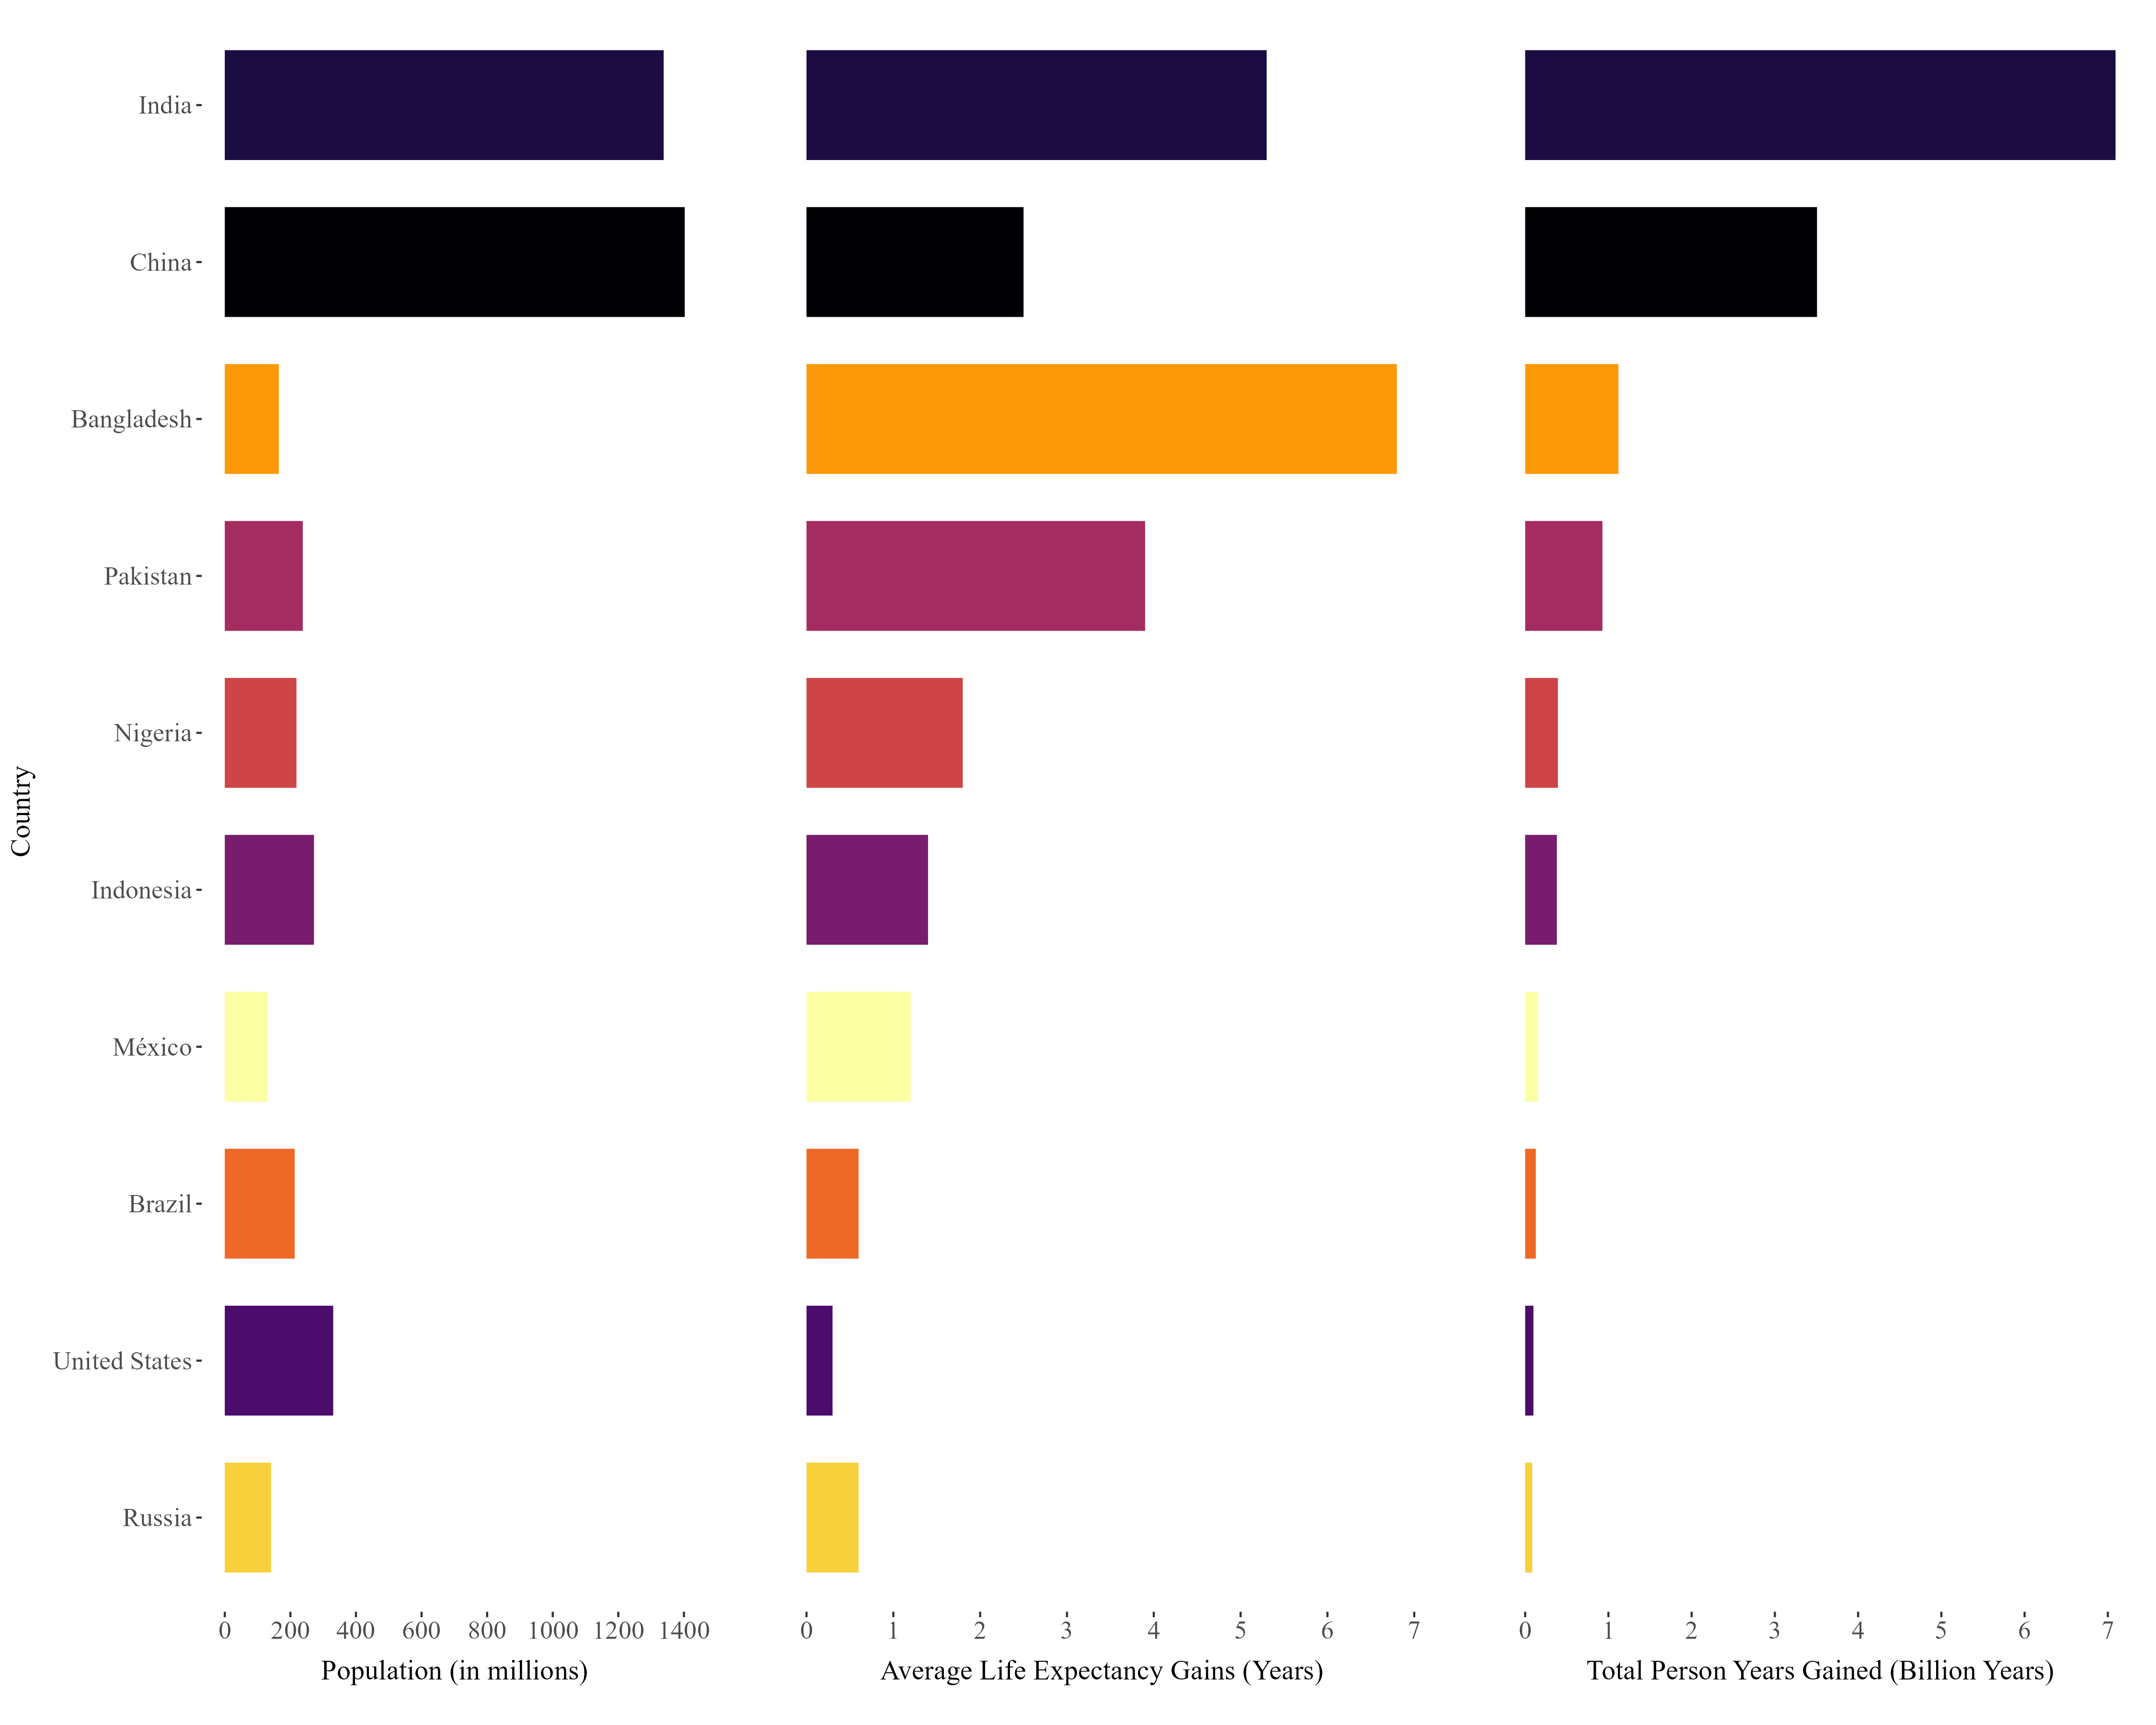 India
China
Bangladesh
Pakistan
Nigeria
Indonesia
México
Brazil
United States
Russia
Country
0 200 400 600 800 1000 1200 1400
Population (in millions)
0 1 2 3 4 5 6 7
Average Life Expectancy Gains (Years)
0 1 2 3 4 5 6 7
Total Person Years Gained (Billion Years)